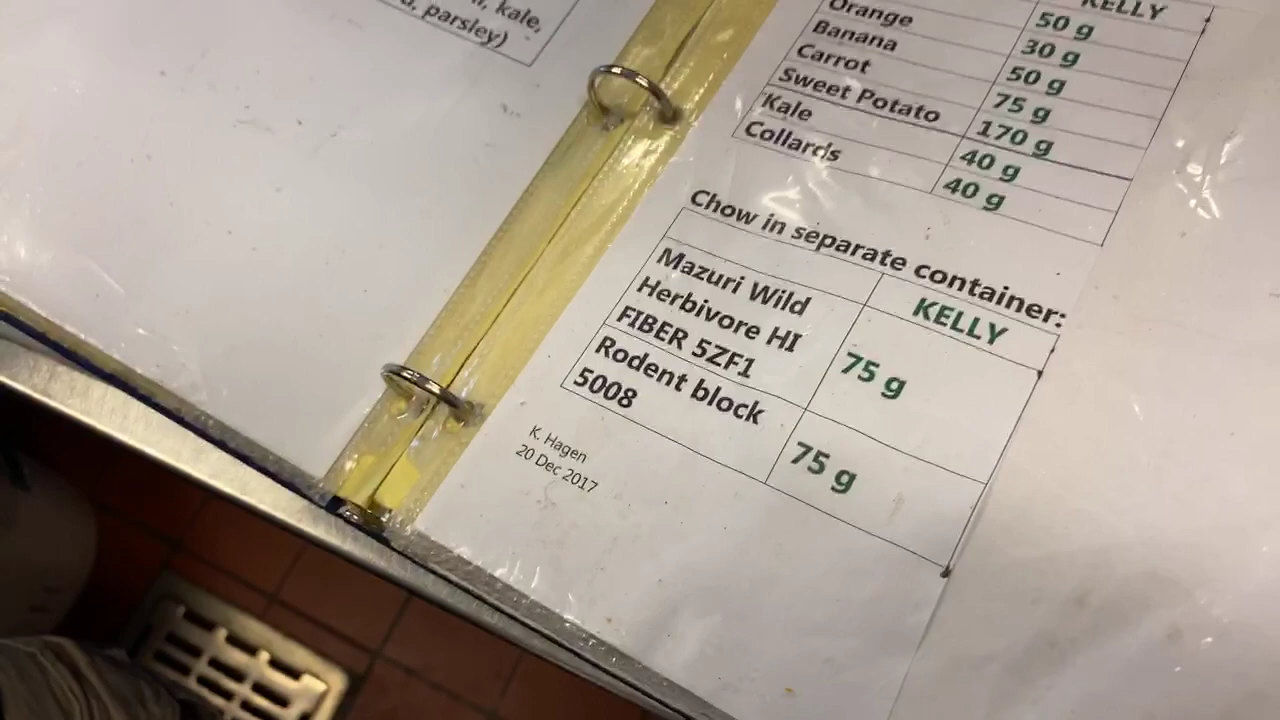 kale,
parsley)
KELLY
50 g
Orange 30 g
Banana 50 g
Carrot 75 g
Sweet Potato 170 g
Kale 40 g
Collards 40 g
Chow in separate container:
KELLY
Mazuri Wild
Herbivore HI
FIBER 5ZF1 75 g
Rodent block
5008 75 g
K. Hagen
20 Dec 2017